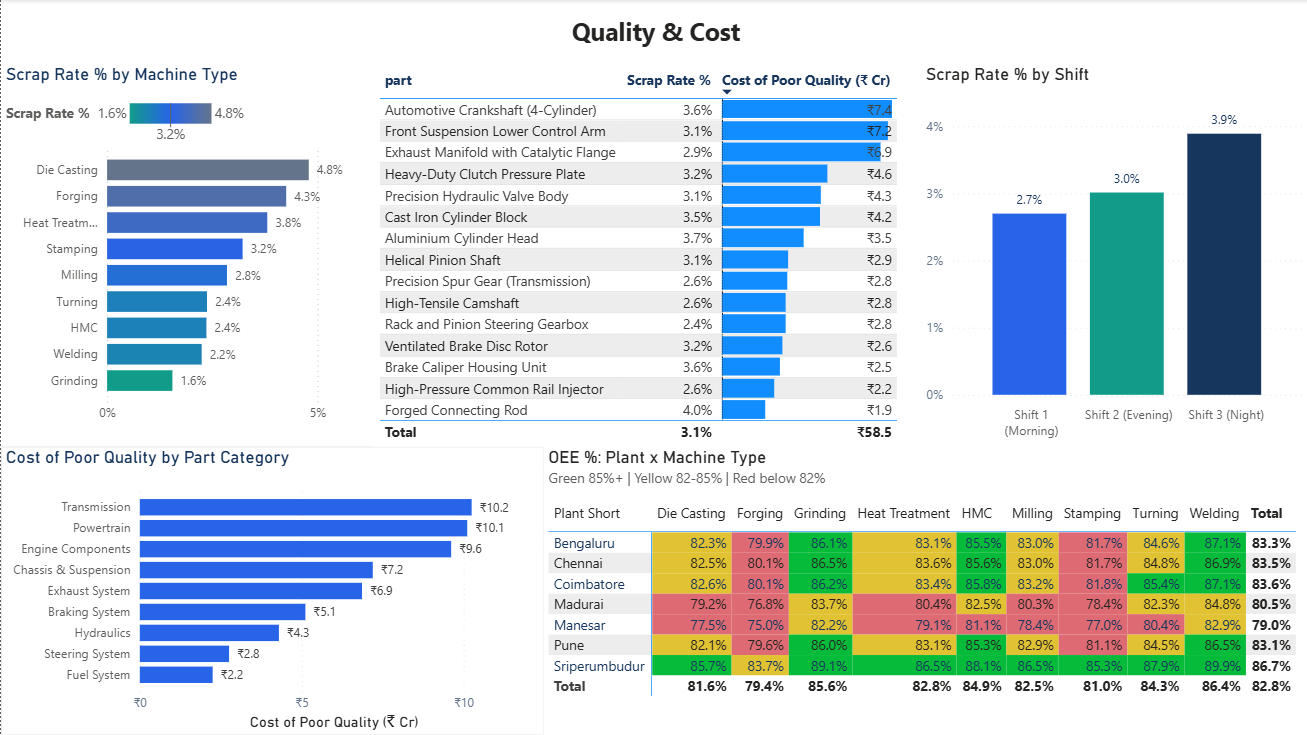 Quality & Cost
Scrap Rate % by Machine Type
Scrap Rate % 1.6% 4.8%
3.2%
Die Casting 4.8%
Forging 4.3%
Heat Treatm... 3.8%
Stamping 3.2%
Milling 2.8%
Turning 2.4%
HMC 2.4%
Welding 2.2%
Grinding 1.6%
0% 5%
part Scrap Rate % Cost of Poor Quality (₹ Cr)
Automotive Crankshaft (4-Cylinder) 3.6% ₹7.4
Front Suspension Lower Control Arm 3.1% ₹7.2
Exhaust Manifold with Catalytic Flange 2.9% ₹6.9
Heavy-Duty Clutch Pressure Plate 3.2% ₹4.6
Precision Hydraulic Valve Body 3.1% ₹4.3
Cast Iron Cylinder Block 3.5% ₹4.2
Aluminium Cylinder Head 3.7% ₹3.5
Helical Pinion Shaft 3.1% ₹2.9
Precision Spur Gear (Transmission) 2.6% ₹2.8
High-Tensile Camshaft 2.6% ₹2.8
Rack and Pinion Steering Gearbox 2.4% ₹2.8
Ventilated Brake Disc Rotor 3.2% ₹2.6
Brake Caliper Housing Unit 3.6% ₹2.5
High-Pressure Common Rail Injector 2.6% ₹2.2
Forged Connecting Rod 4.0% ₹1.9
Total 3.1% ₹58.5
Scrap Rate % by Shift
4%
3%
2%
1%
0%
2.7%
3.0%
3.9%
Shift 1 (Morning)
Shift 2 (Evening)
Shift 3 (Night)
Cost of Poor Quality by Part Category
Transmission ₹10.2
Powertrain ₹10.1
Engine Components ₹9.6
Chassis & Suspension ₹7.2
Exhaust System ₹6.9
Braking System ₹5.1
Hydraulics ₹4.3
Steering System ₹2.8
Fuel System ₹2.2
₹0 ₹5 ₹10
Cost of Poor Quality (₹ Cr)
OEE %: Plant x Machine Type
Green 85%+ | Yellow 82-85% | Red below 82%
Plant Short Die Casting Forging Grinding Heat Treatment HMC Milling Stamping Turning Welding Total
Bengaluru 82.3% 79.9% 86.1% 83.1% 85.5% 83.0% 81.7% 84.6% 87.1% 83.3%
Chennai 82.5% 80.1% 86.5% 83.6% 85.6% 83.0% 81.7% 84.8% 86.9% 83.5%
Coimbatore 82.6% 80.1% 86.2% 83.4% 85.8% 83.2% 81.8% 85.4% 87.1% 83.6%
Madurai 79.2% 76.8% 83.7% 80.4% 82.5% 80.3% 78.4% 82.3% 84.8% 80.5%
Manesar 77.5% 75.0% 82.2% 79.1% 81.1% 78.4% 77.0% 80.4% 82.9% 79.0%
Pune 82.1% 79.6% 86.0% 83.1% 85.3% 82.9% 81.1% 84.5% 86.5% 83.1%
Sriperumbudur 85.7% 83.7% 89.1% 86.5% 88.1% 86.5% 85.3% 87.9% 89.9% 86.7%
Total 81.6% 79.4% 85.6% 82.8% 84.9% 82.5% 81.0% 84.3% 86.4% 82.8%